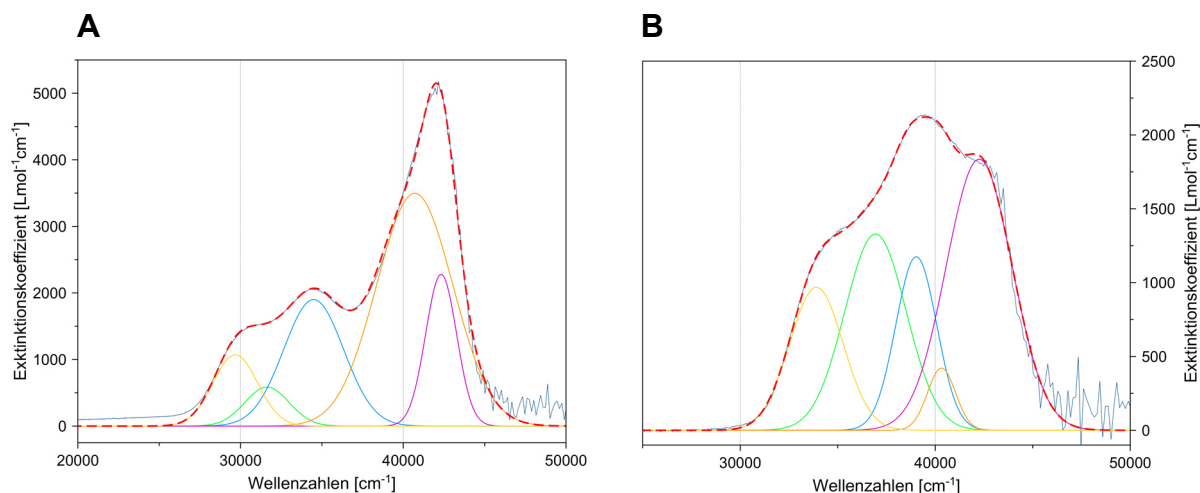 A
B
Exktinktionskoeffizient [Lmol-1cm-1]
5000
4000
3000
2000
1000
0
20000 30000 40000 50000
Wellenzahlen [cm-1]
2500
2000
1500
1000
500
0
Exktinktionskoeffizient [Lmol-1cm-1]
30000 40000 50000
Wellenzahlen [cm-1]